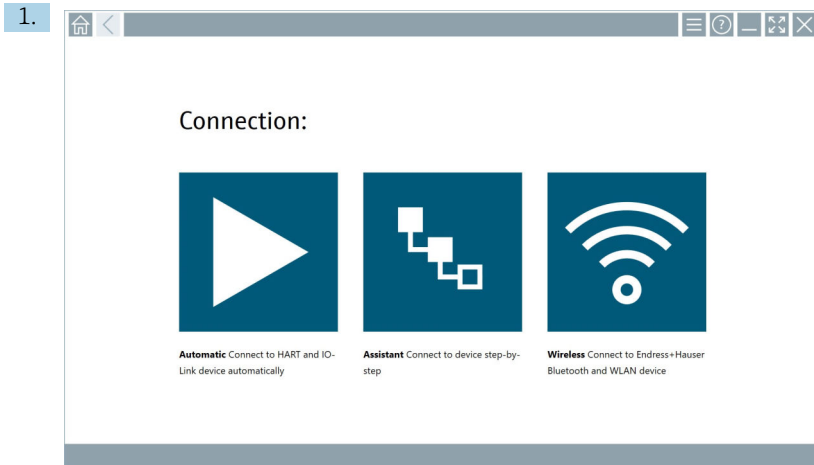 1.
?
Connection:
Automatic Connect to HART and IO-
Link device automatically
Assistant Connect to device step-by-
step
Wireless Connect to Endress+Hauser
Bluetooth and WLAN device